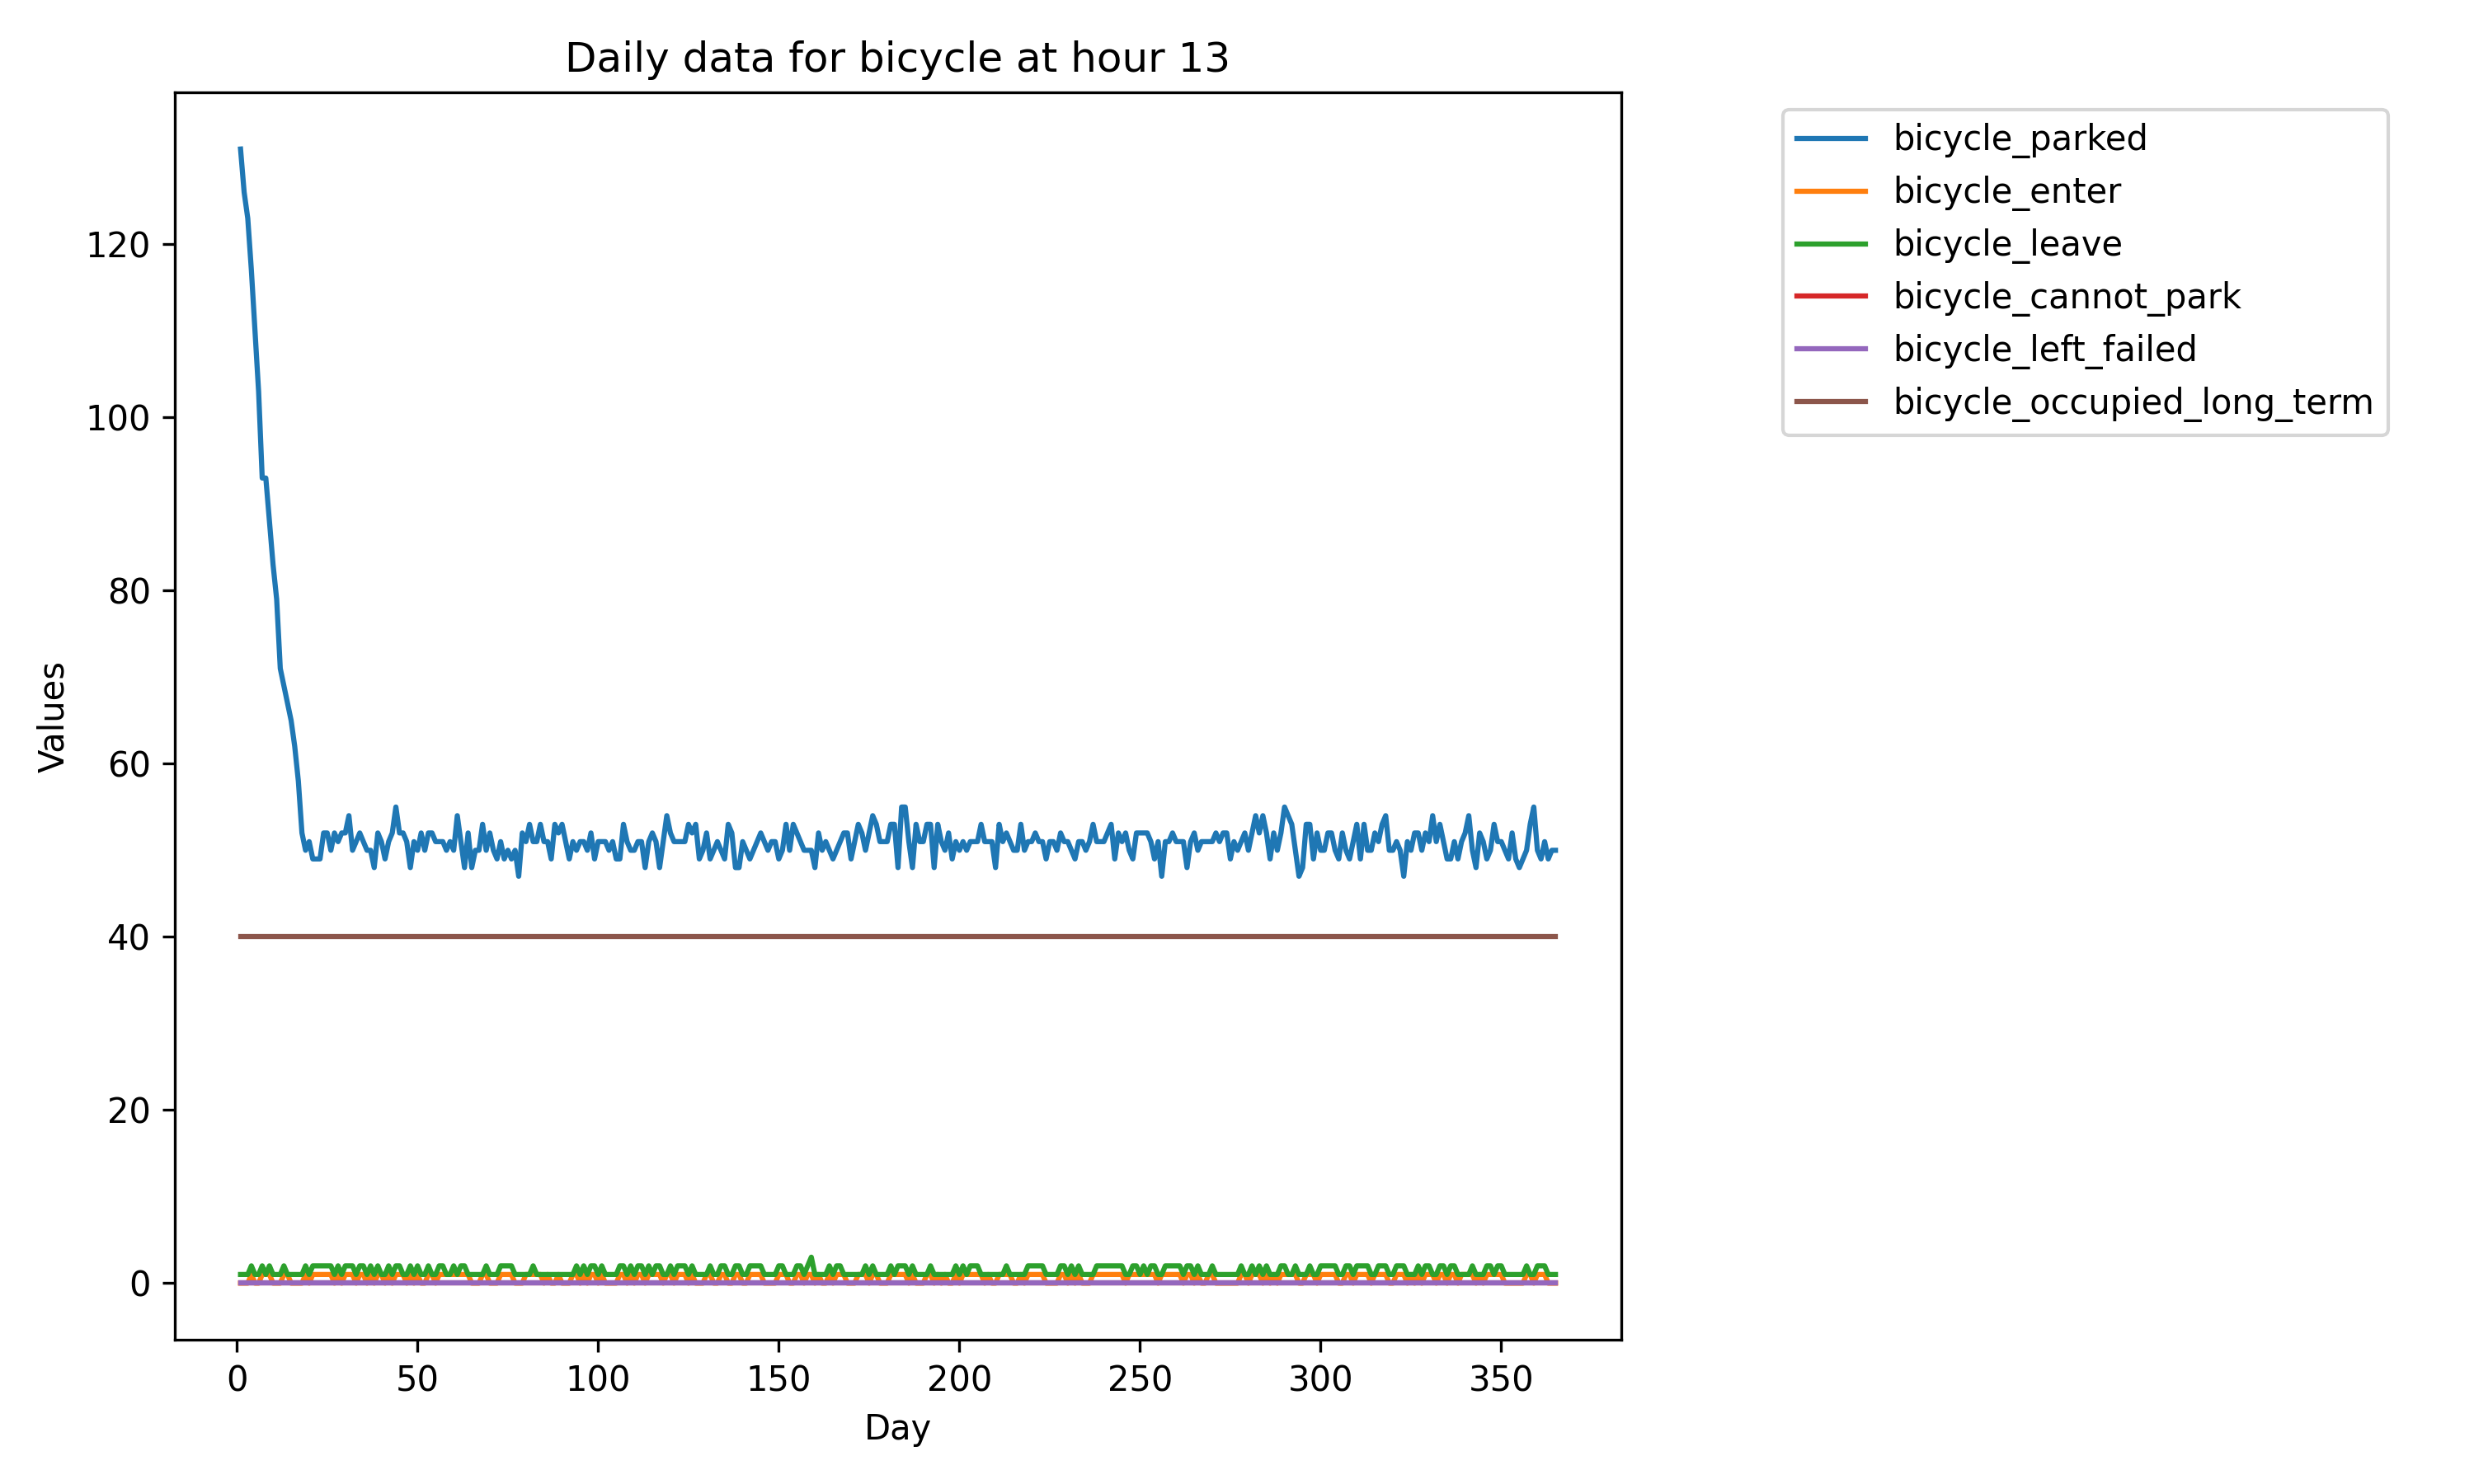 Daily data for bicycle at hour 13
bicycle_parked
bicycle_enter
bicycle_leave
bicycle_cannot_park
bicycle_left_failed
bicycle_occupied_long_term
Values
120
100
80
60
40
20
0
0 50 100 150 200 250 300 350
Day